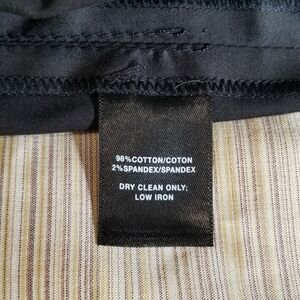 98%COTTON/COTON
2%SPANDEX/SPANDEX
DRY CLEAN ONLY;
LOW IRON